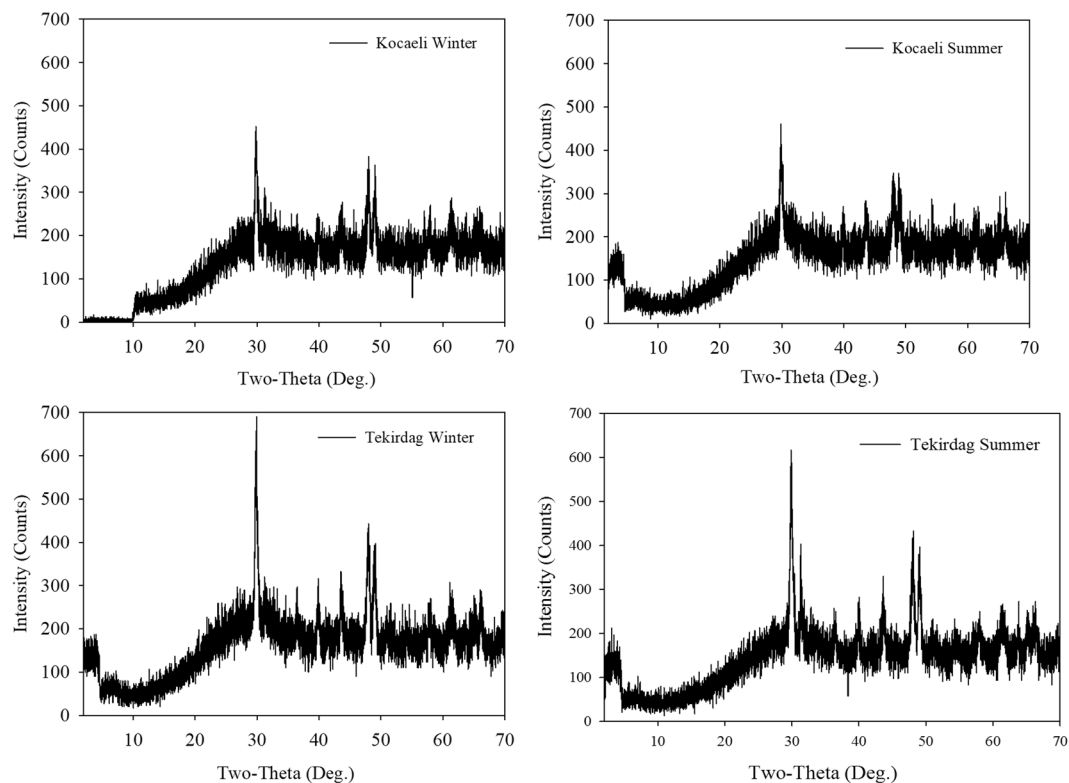 700
600
500
400
300
200
100
0
Intensity (Counts)
Kocaeli Winter
10 20 30 40 50 60 70
Two-Theta (Deg.)
700
600
500
400
300
200
100
0
Intensity (Counts)
Kocaeli Summer
10 20 30 40 50 60 70
Two-Theta (Deg.)
700
600
500
400
300
200
100
0
Intensity (Counts)
Tekirdag Winter
10 20 30 40 50 60 70
Two-Theta (Deg.)
700
600
500
400
300
200
100
0
Intensity (Counts)
Tekirdag Summer
10 20 30 40 50 60 70
Two-Theta (Deg.)